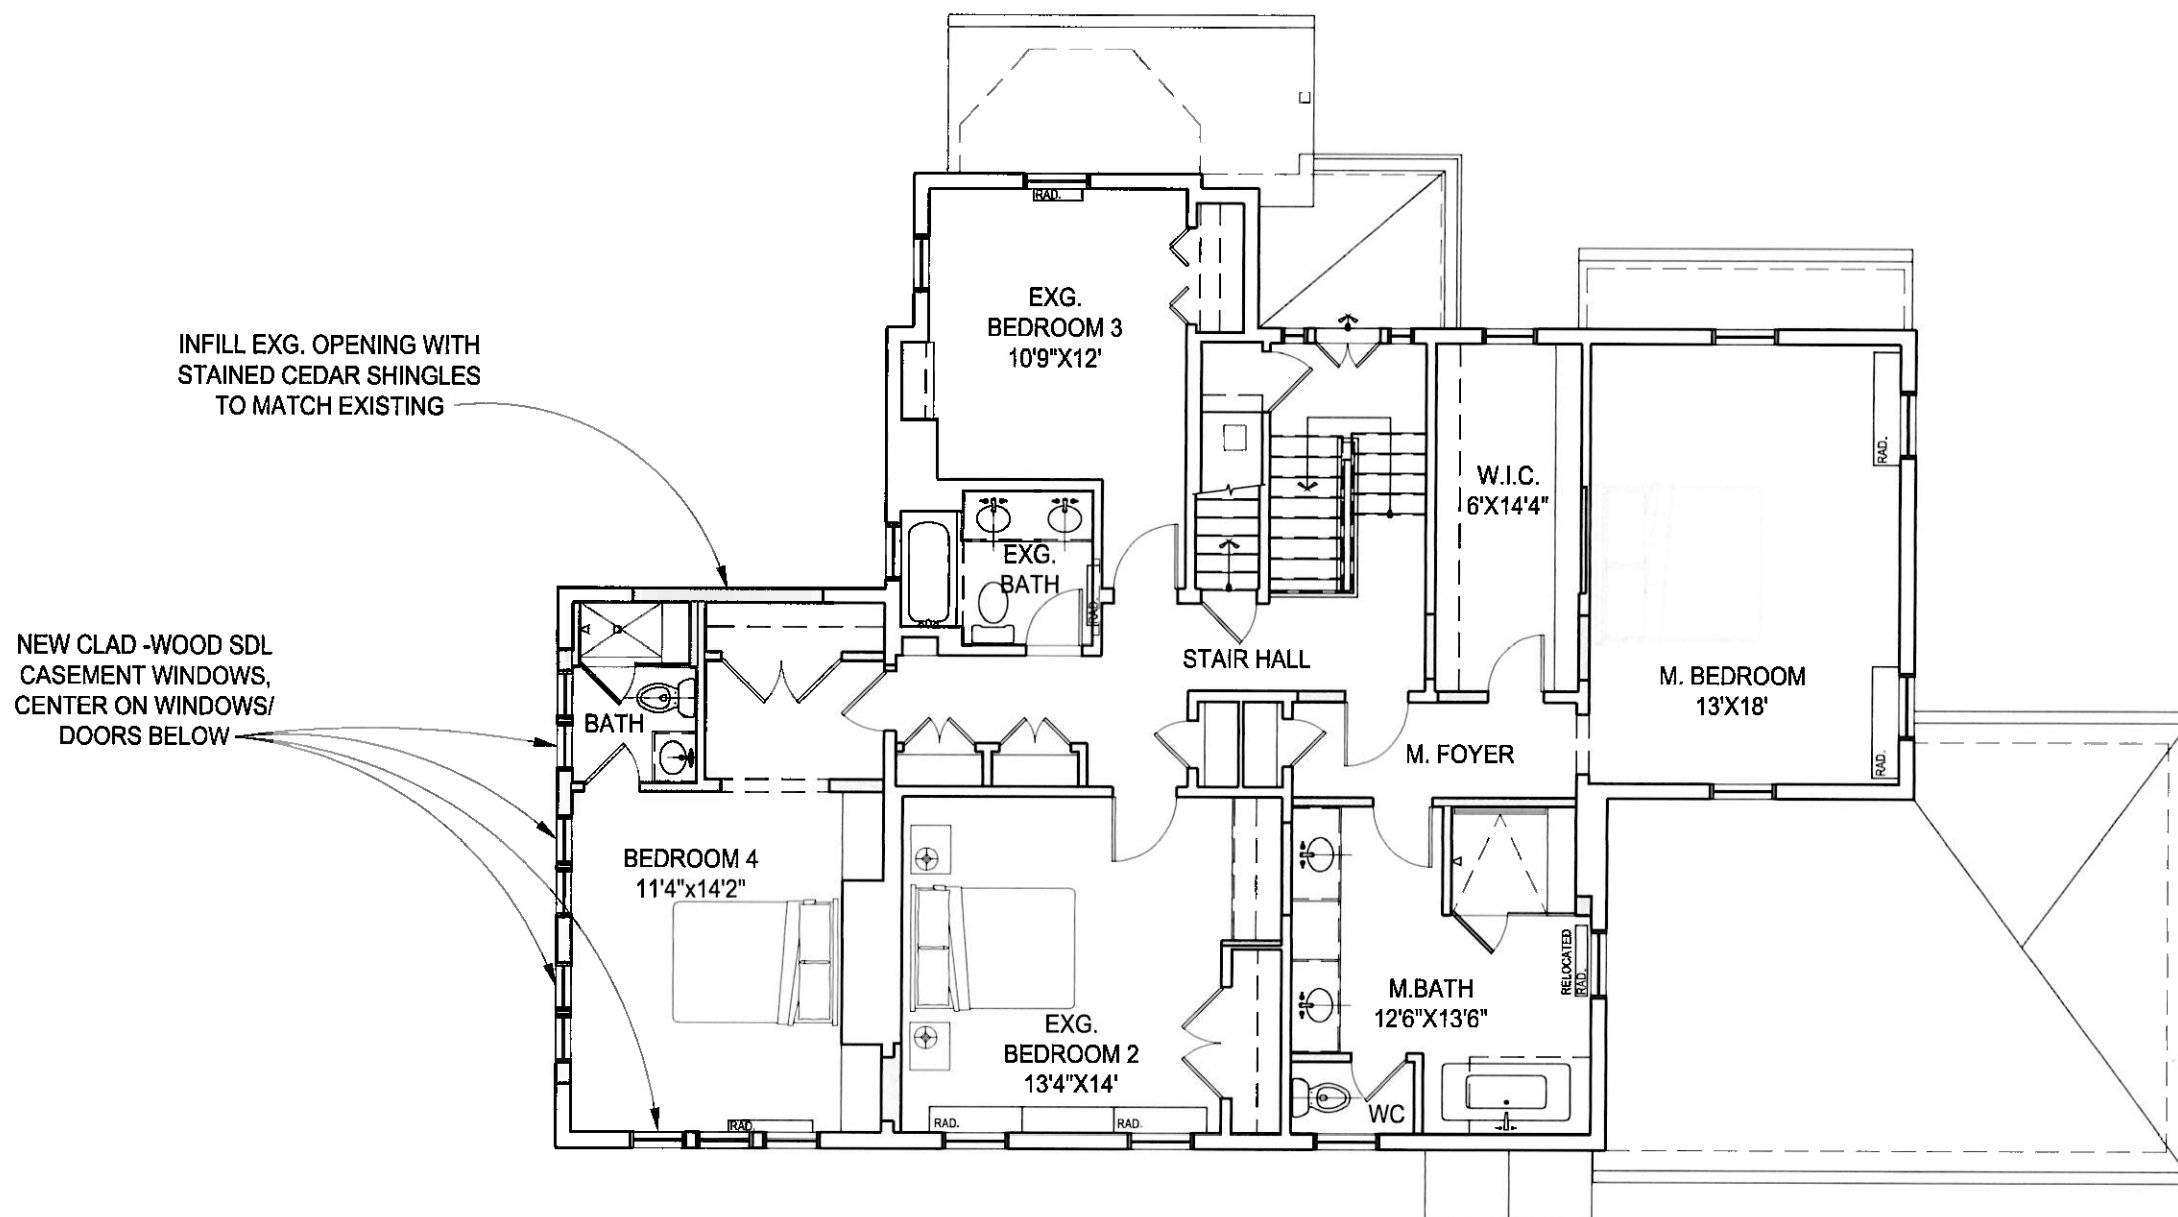 RAD.
EXG.
BEDROOM 3
10'9"X12'
INFILL EXG. OPENING WITH
STAINED CEDAR SHINGLES
TO MATCH EXISTING
RAD.
W.I.C.
6'X14'4"
EXG.
BATH
RAD.
NEW CLAD -WOOD SDL
CASEMENT WINDOWS,
CENTER ON WINDOWS/
DOORS BELOW
STAIR HALL
M. BEDROOM
13'X18'
BATH
M. FOYER
RAD.
BEDROOM 4
11'4"x14'2"
RELOCATED
RAD.
M.BATH
12'6"X13'6"
EXG.
BEDROOM 2
13'4"X14'
WC
RAD.
RAD.
RAD.